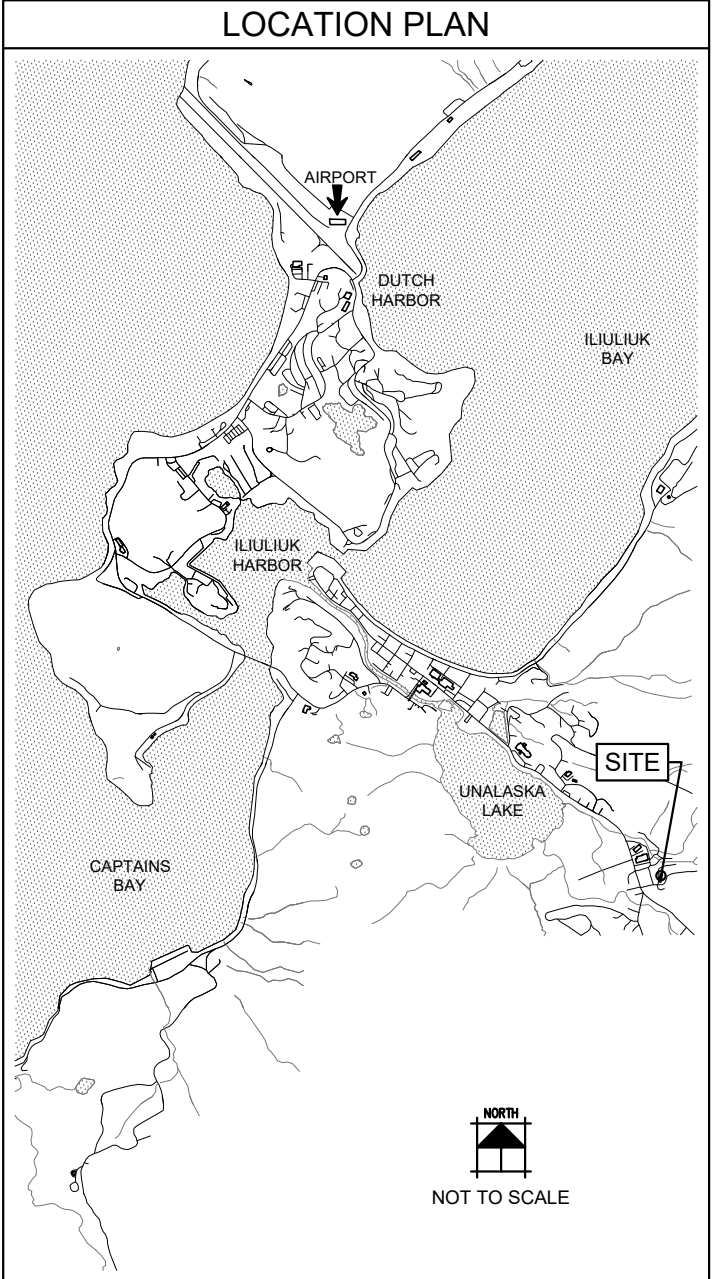 LOCATION PLAN
AIRPORT
DUTCH
HARBOR
ILIULIUK
BAY
ILIULIUK
HARBOR
SITE
UNALASKA
LAKE
CAPTAINS
BAY
NORTH
NOT TO SCALE